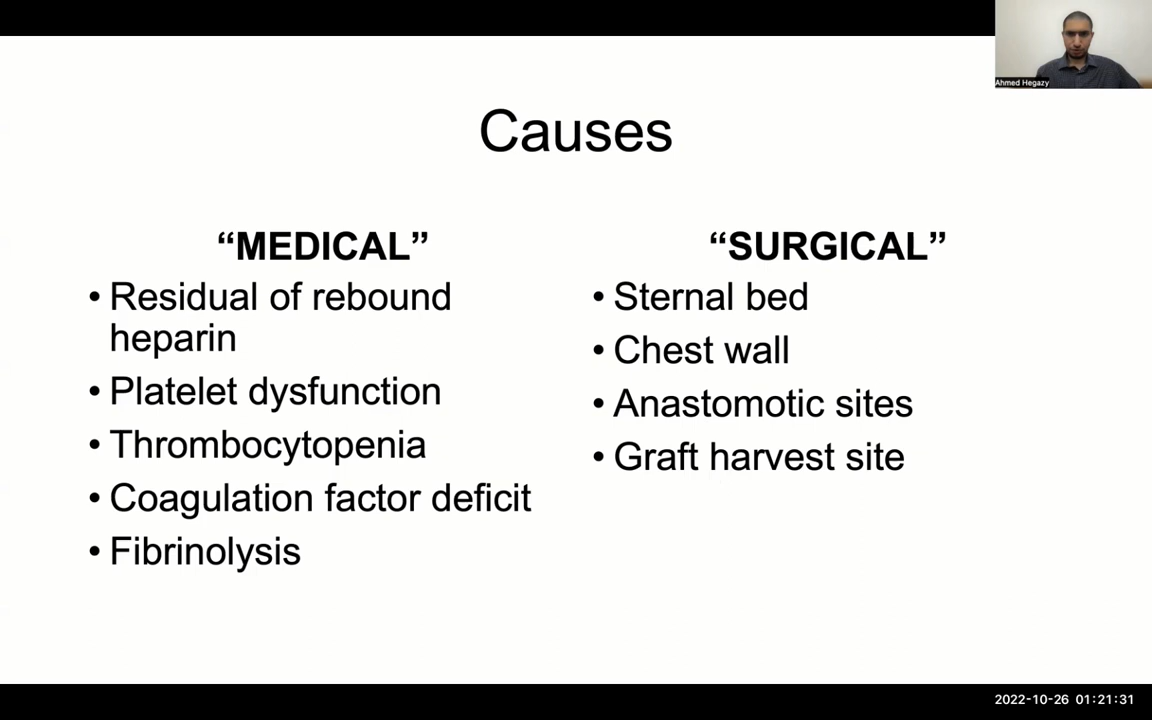 Ahmed Hegazy
Causes
“MEDICAL”
• Residual of rebound
heparin
• Platelet dysfunction
• Thrombocytopenia
• Coagulation factor deficit
• Fibrinolysis
“SURGICAL”
• Sternal bed
• Chest wall
• Anastomotic sites
• Graft harvest site
2022-10-26 01:21:31